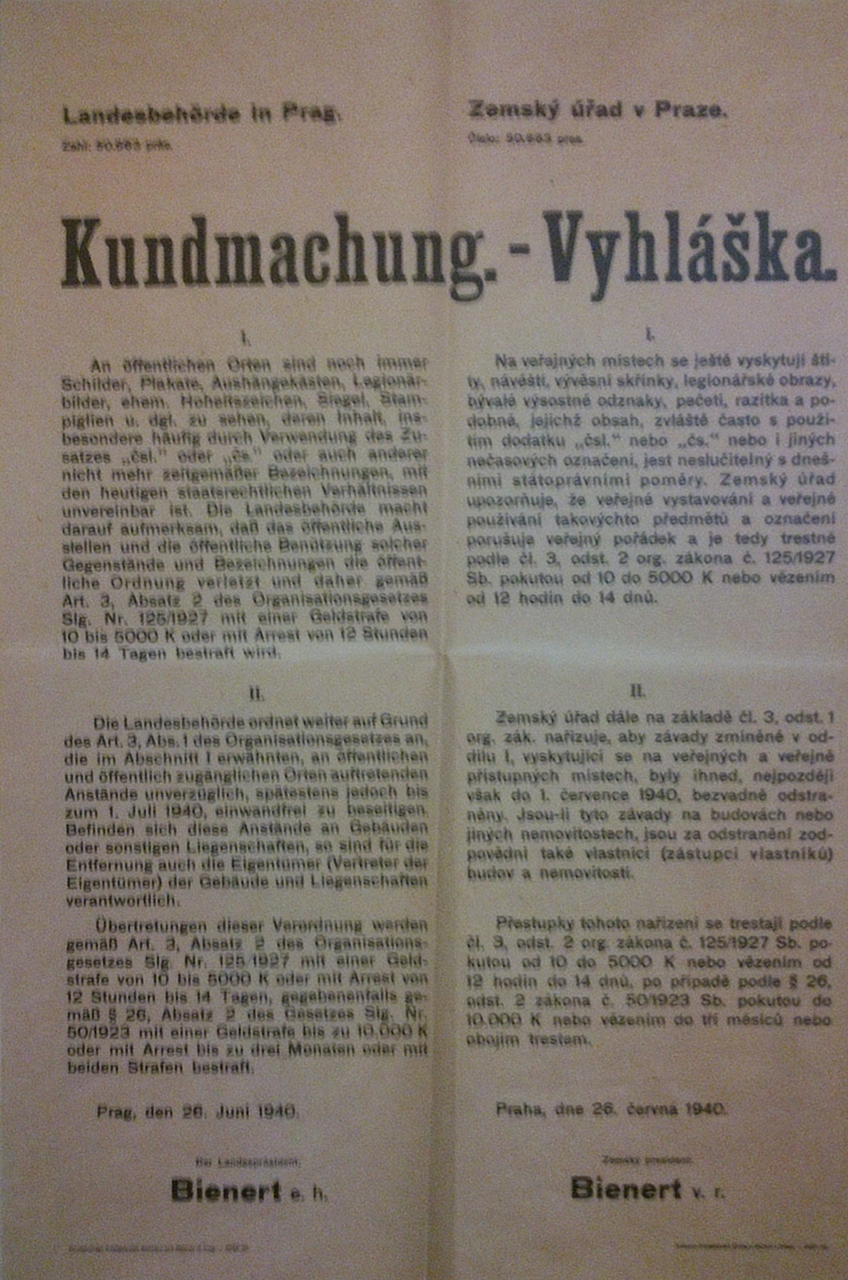 Landesbehörde in Prag.
Zahl: 50.663 präs.
Zemský úřad v Praze.
Číslo: 50.663 pres.
Kundmachung. - Vyhláška.
I.
An öffentlichen Orten sind noch immer
Schilder, Plakate, Aushängekästen, Legionär-
bilder, ehem. Hoheitszeichen, Siegel, Stam-
piglien u. dgl. zu sehen, deren Inhalt, ins-
besondere häufig durch Verwendung des Zu-
satzes „čsl.“ oder „čs“ oder auch anderer
nicht mehr zeitgemäßer Bezeichnungen, mit
den heutigen staatsrechtlichen Verhältnissen
unvereinbar ist. Die Landesbehörde macht
darauf aufmerksam, daß das öffentliche Aus-
stellen und die öffentliche Benützung solcher
Gegenstände und Bezeichnungen die öffent-
liche Ordnung verletzt und daher gemäß
Art. 3, Absatz 2 des Organisationsgesetzes
Slg. Nr. 125/1927 mit einer Geldstrafe von
10 bis 5000 K oder mit Arrest von 12 Stunden
bis 14 Tagen bestraft wird.
II.
Die Landesbehörde ordnet weiter auf Grund
des Art. 3, Abs. 1 des Organisationsgesetzes an,
die im Abschnitt I erwähnten, an öffentlichen
und öffentlich zugänglichen Orten auftretenden
Anstände unverzüglich, spätestens jedoch bis
zum 1. Juli 1940, einwandfrei zu beseitigen.
Befinden sich diese Anstände an Gebäuden
oder sonstigen Liegenschaften, so sind für die
Entfernung auch die Eigentümer (Vertreter der
Eigentümer) der Gebäude und Liegenschaften
verantwortlich.
Übertretungen dieser Verordnung werden
gemäß Art. 3, Absatz 2 des Organisations-
gesetzes Slg. Nr. 125/1927 mit einer Geld-
strafe von 10 bis 5000 K oder mit Arrest von
12 Stunden bis 14 Tagen, gegebenenfalls ge-
mäß § 26, Absatz 2 des Gesetzes Slg. Nr.
50/1923 mit einer Geldstrafe bis zu 10.000 K
oder mit Arrest bis zu drei Monaten oder mit
beiden Strafen bestraft.
Prag, den 26. Juni 1940.
Der Landespräsident:
Bienert e. h.
I.
Na veřejných místech se ještě vyskytují ští-
ty, návěští, vývěsní skřínky, legionářské obrazy,
bývalé výsostné odznaky, pečeti, razítka a po-
dobné, jejichž obsah, zvláště často s použi-
tím dodatku „čsl.“ nebo „čs.“ nebo i jiných
nečasových označení, jest neslučitelný s dneš-
ními státoprávními poměry. Zemský úřad
upozorňuje, že veřejné vystavování a veřejné
používání takovýchto předmětů a označení
porušuje veřejný pořádek a je tedy trestné
podle čl. 3, odst. 2 org. zákona č. 125/1927
Sb. pokutou od 10 do 5000 K nebo vězením
od 12 hodin do 14 dnů.
II.
Zemský úřad dále na základě čl. 3, odst. 1
org. zák. nařizuje, aby závady zmíněné v od-
dílu I, vyskytující se na veřejných a veřejně
přístupných místech, byly ihned, nejpozději
však do 1. července 1940, bezvadně odstra-
něny. Jsou-li tyto závady na budovách nebo
jiných nemovitostech, jsou za odstranění zod-
povědni také vlastníci (zástupci vlastníků)
budov a nemovitostí.
Přestupky tohoto nařízení se trestají podle
čl. 3, odst. 2 org. zákona č. 125/1927 Sb. po-
kutou od 10 do 5000 K nebo vězením od
12 hodin do 14 dnů, po případě podle § 26,
odst. 2 zákona č. 50/1923 Sb. pokutou do
10.000 K nebo vězením do tří měsíců nebo
obojím trestem.
Praha, dne 26. června 1940.
Zemský president:
Bienert v. r.